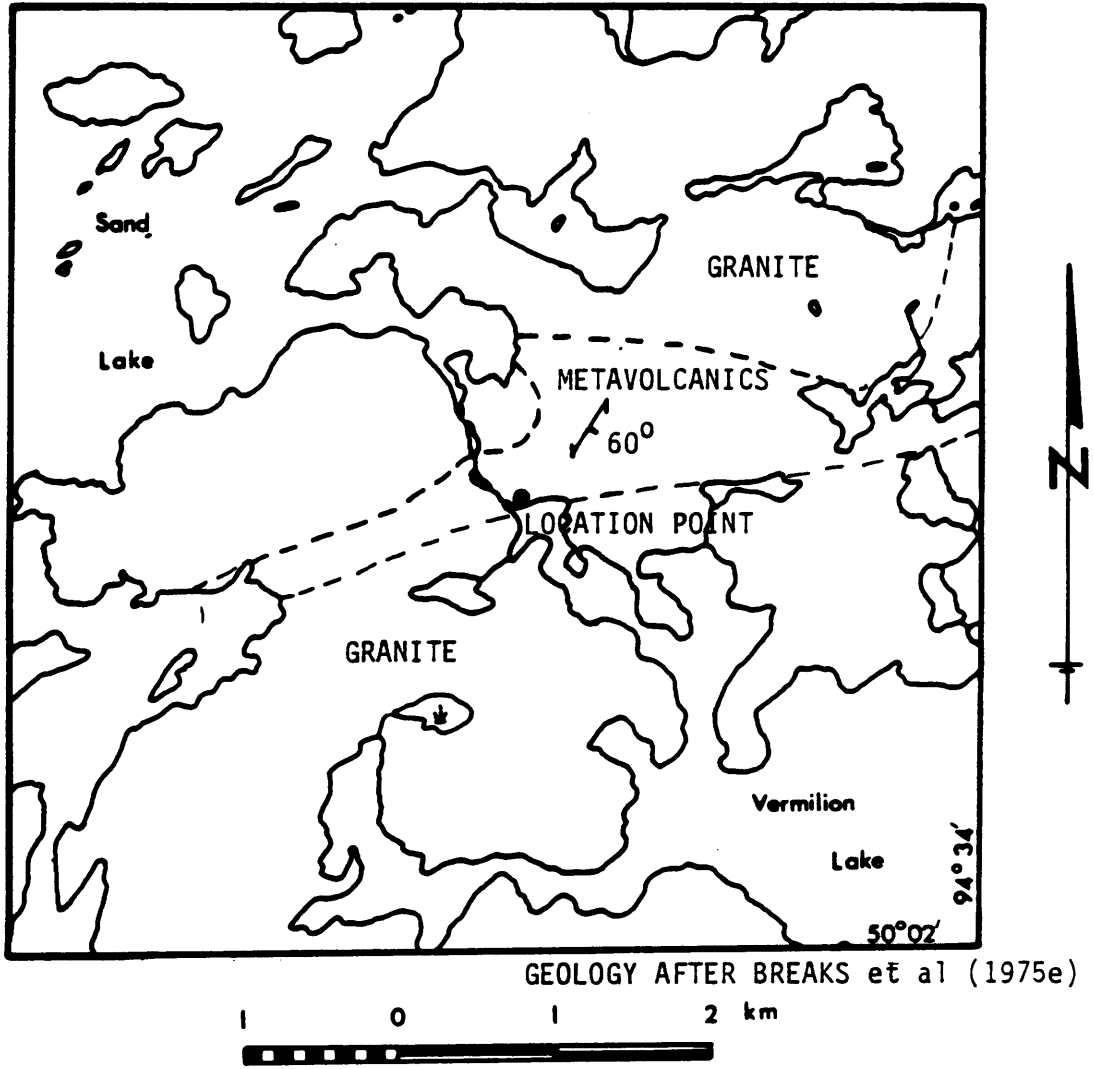 Sand
GRANITE
Lake
METAVOLCANICS
60°
LOCATION POINT
GRANITE
Vermilion
Lake
94° 34'
50°02'
GEOLOGY AFTER BREAKS et al (1975e)
1 0 1 2 km
N